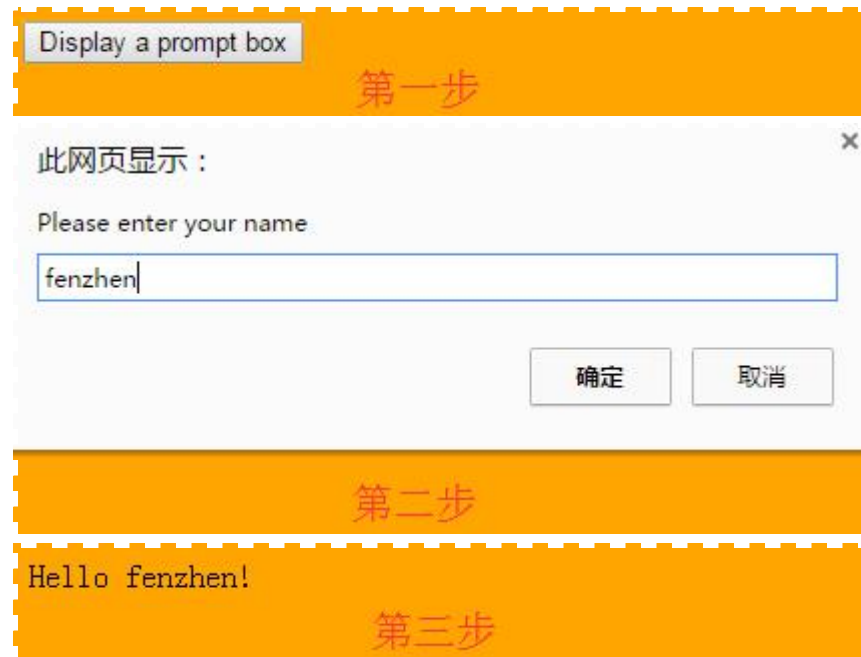 Display a prompt box
第一步
此网页显示：
Please enter your name
fenzhen
确定 取消
第二步
Hello fenzhen!
第三步